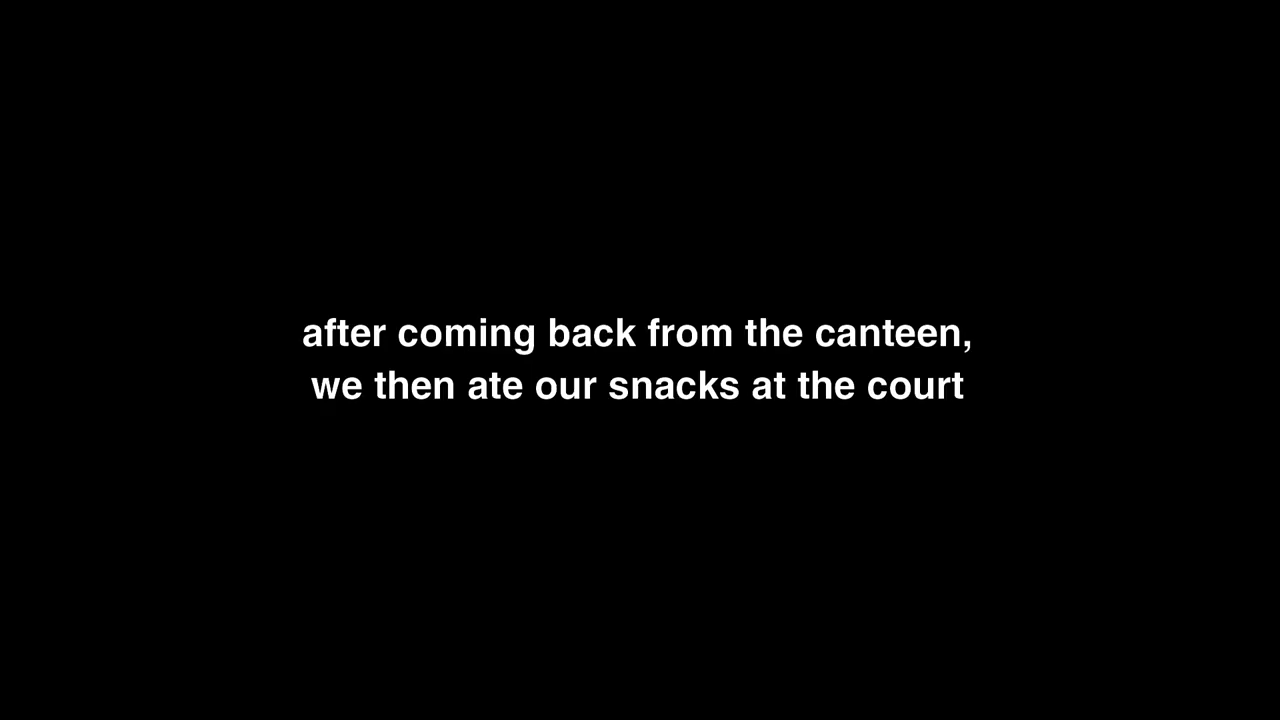 after coming back from the canteen,
we then ate our snacks at the court